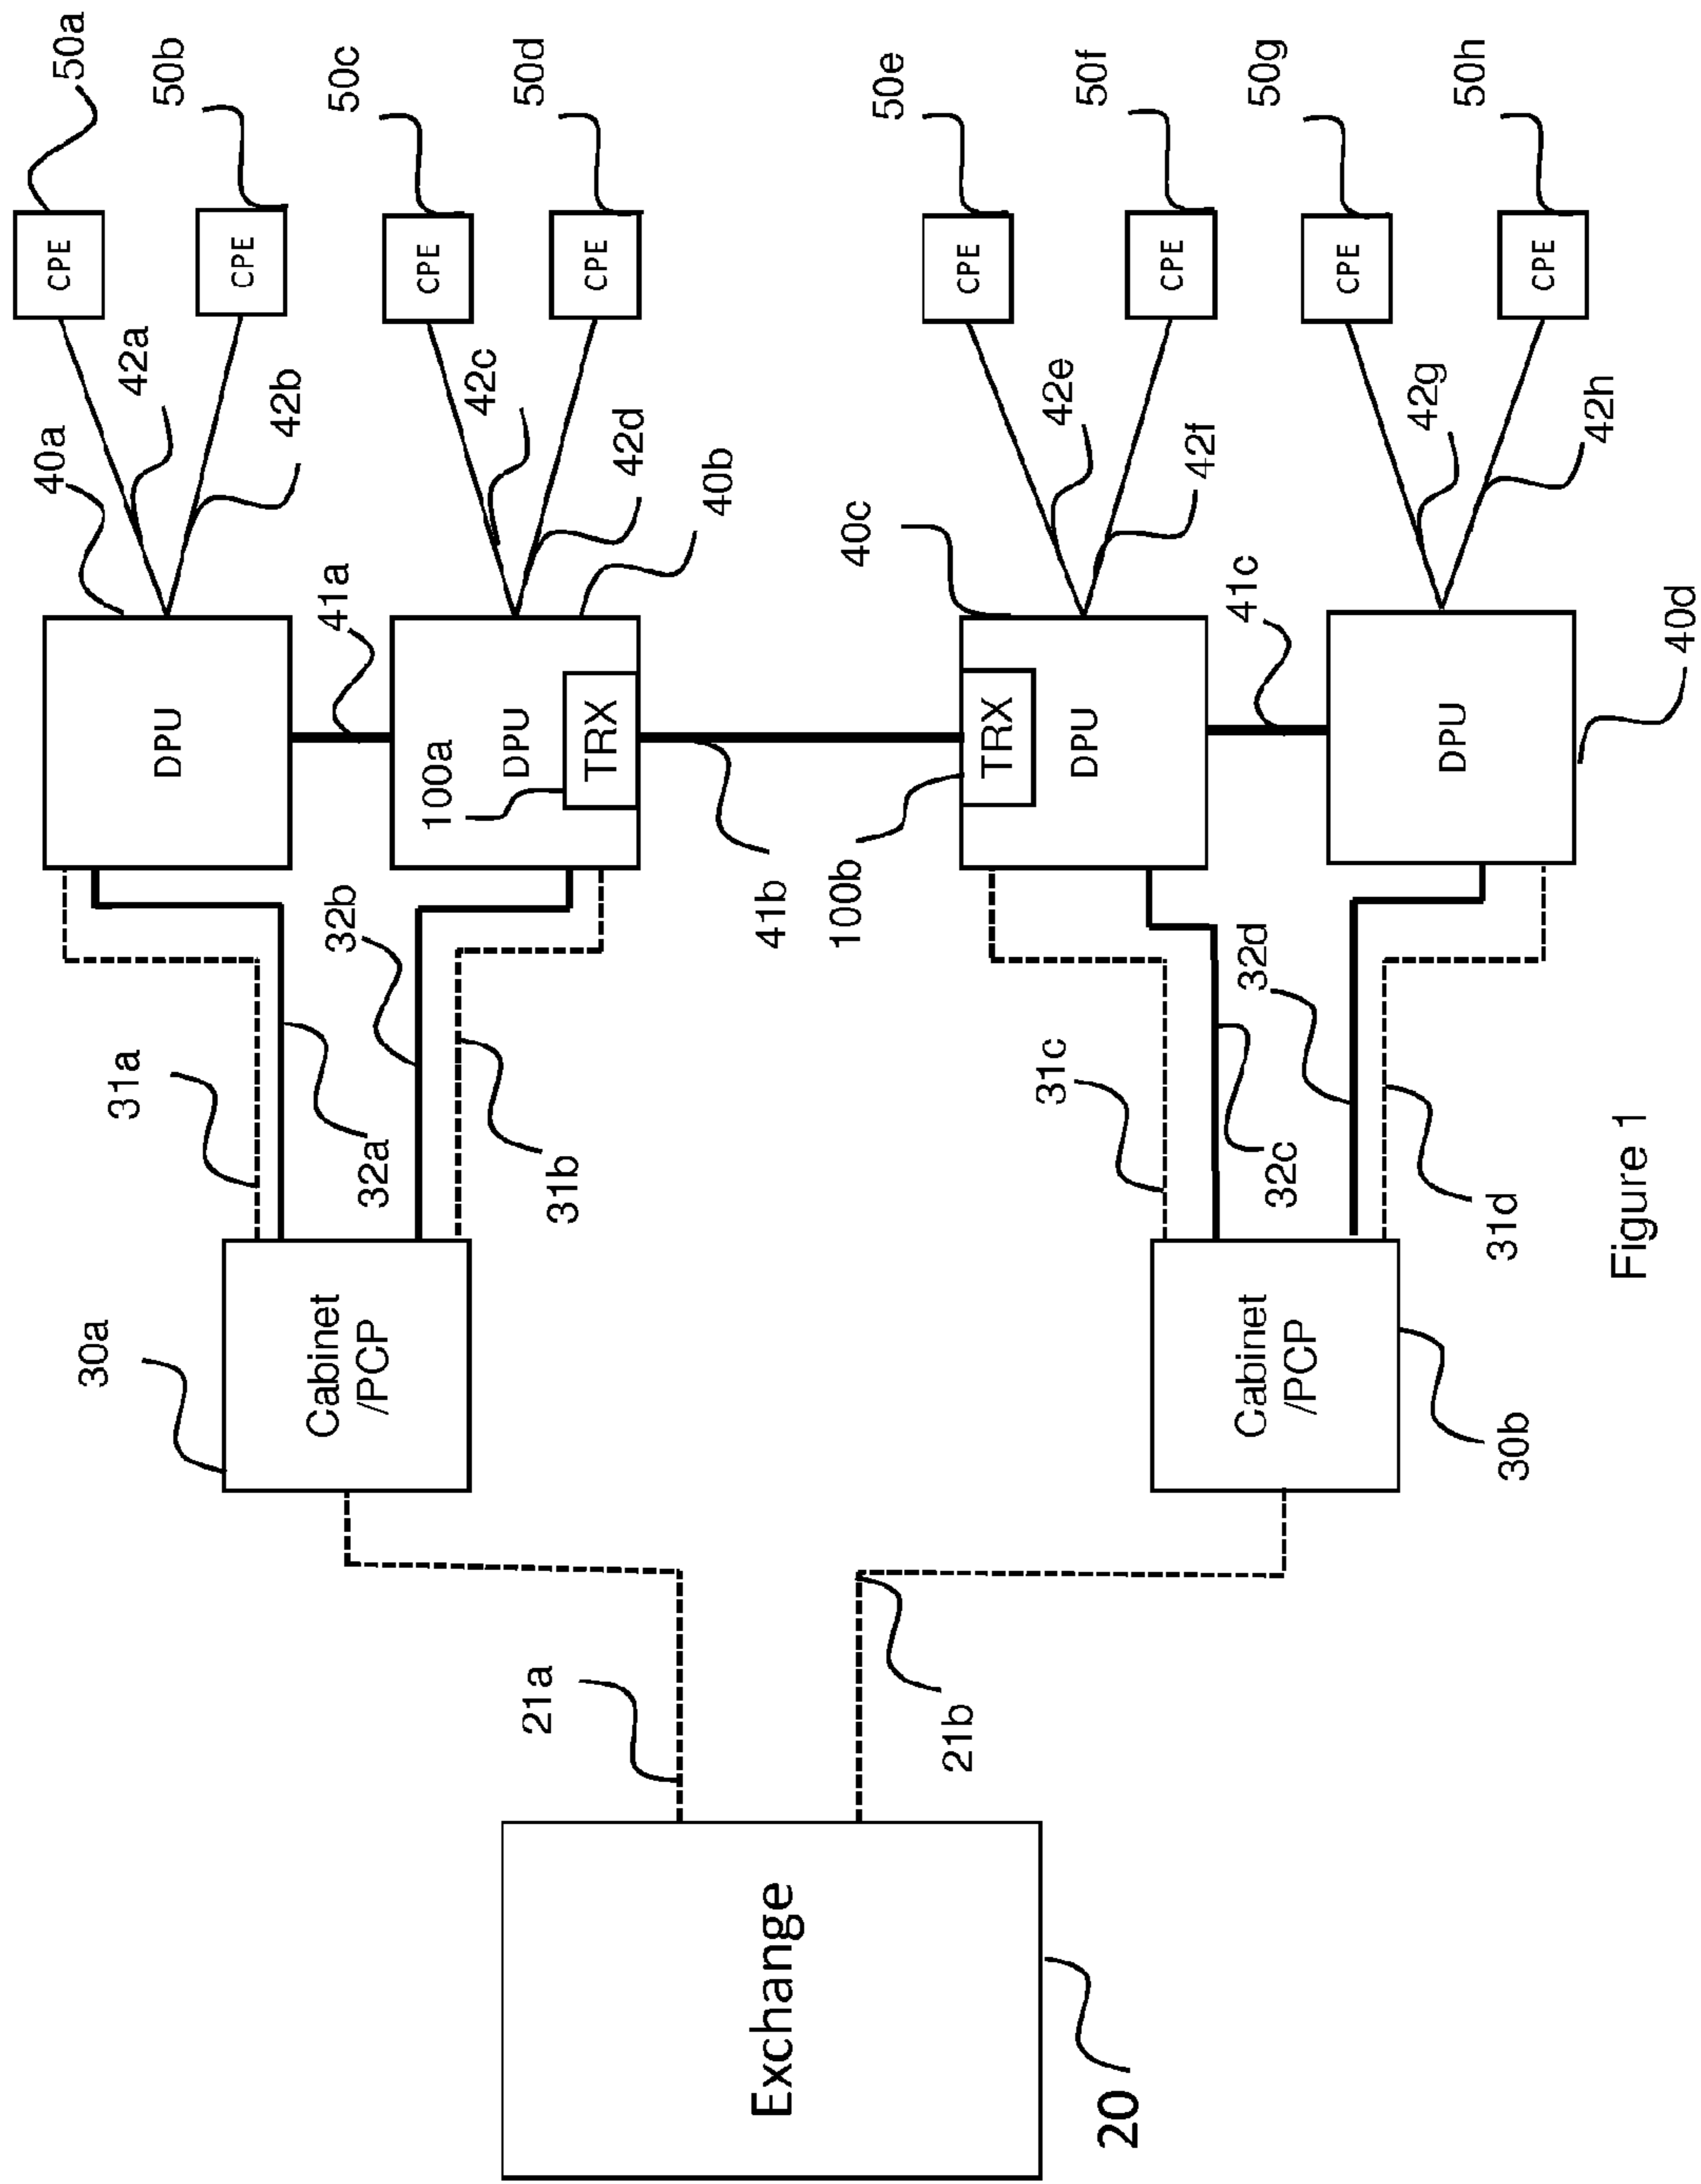 50a
50b
50c
50d
50e
50f
50g
50h
CPE
CPE
CPE
CPE
CPE
CPE
CPE
CPE
42a
42b
42c
42d
42e
42f
42g
42h
40a
40b
40c
40d
41a
41c
DPU
DPU
DPU
DPU
TRX
TRX
100a
100b
41b
31a
32a
32b
31b
31c
32c
32d
31d
30a
Cabinet
/PCP
Cabinet
/PCP
30b
21a
21b
Exchange
20
Figure 1